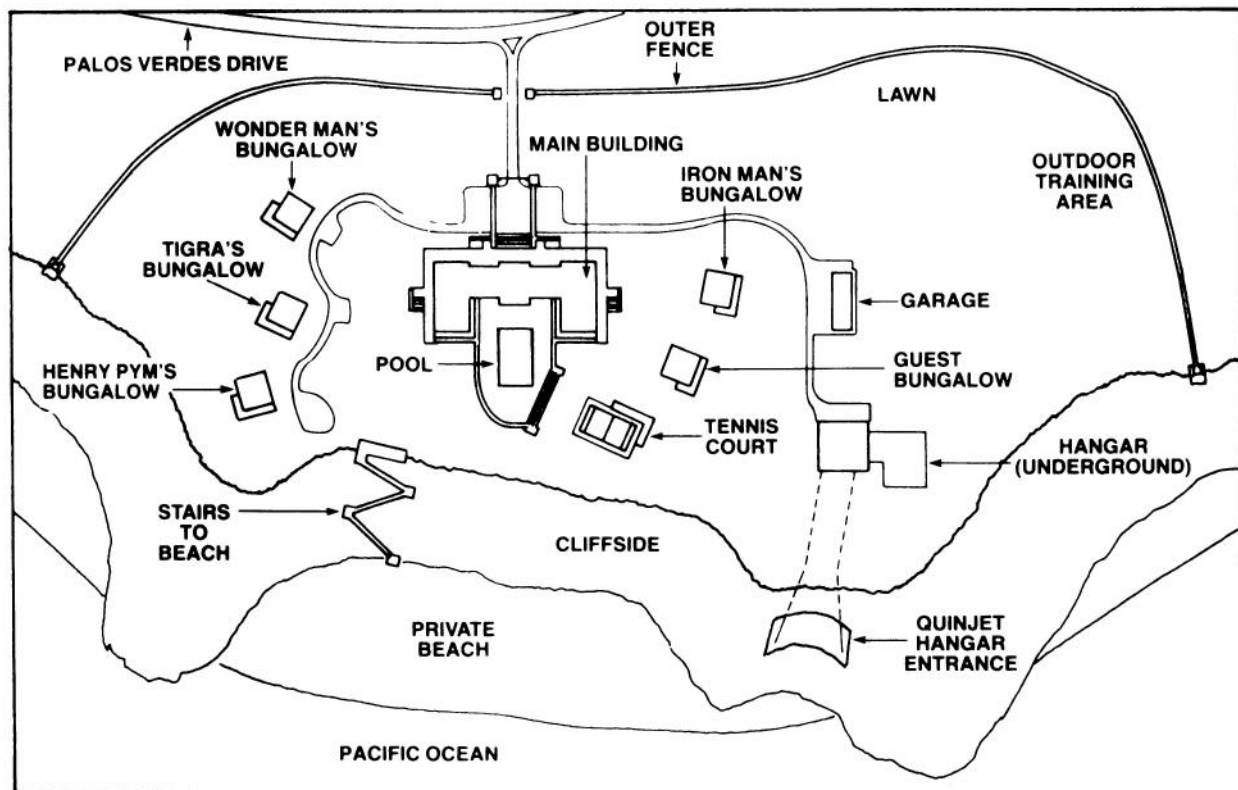 PALOS VERDES DRIVE
OUTER
FENCE
LAWN
WONDER MAN'S
BUNGALOW
MAIN BUILDING
IRON MAN'S
BUNGALOW
OUTDOOR
TRAINING
AREA
TIGRA'S
BUNGALOW
GARAGE
HENRY PYM'S
BUNGALOW
POOL
GUEST
BUNGALOW
TENNIS
COURT
HANGAR
(UNDERGROUND)
STAIRS
TO
BEACH
CLIFFSIDE
PRIVATE
BEACH
QUINJET
HANGAR
ENTRANCE
PACIFIC OCEAN